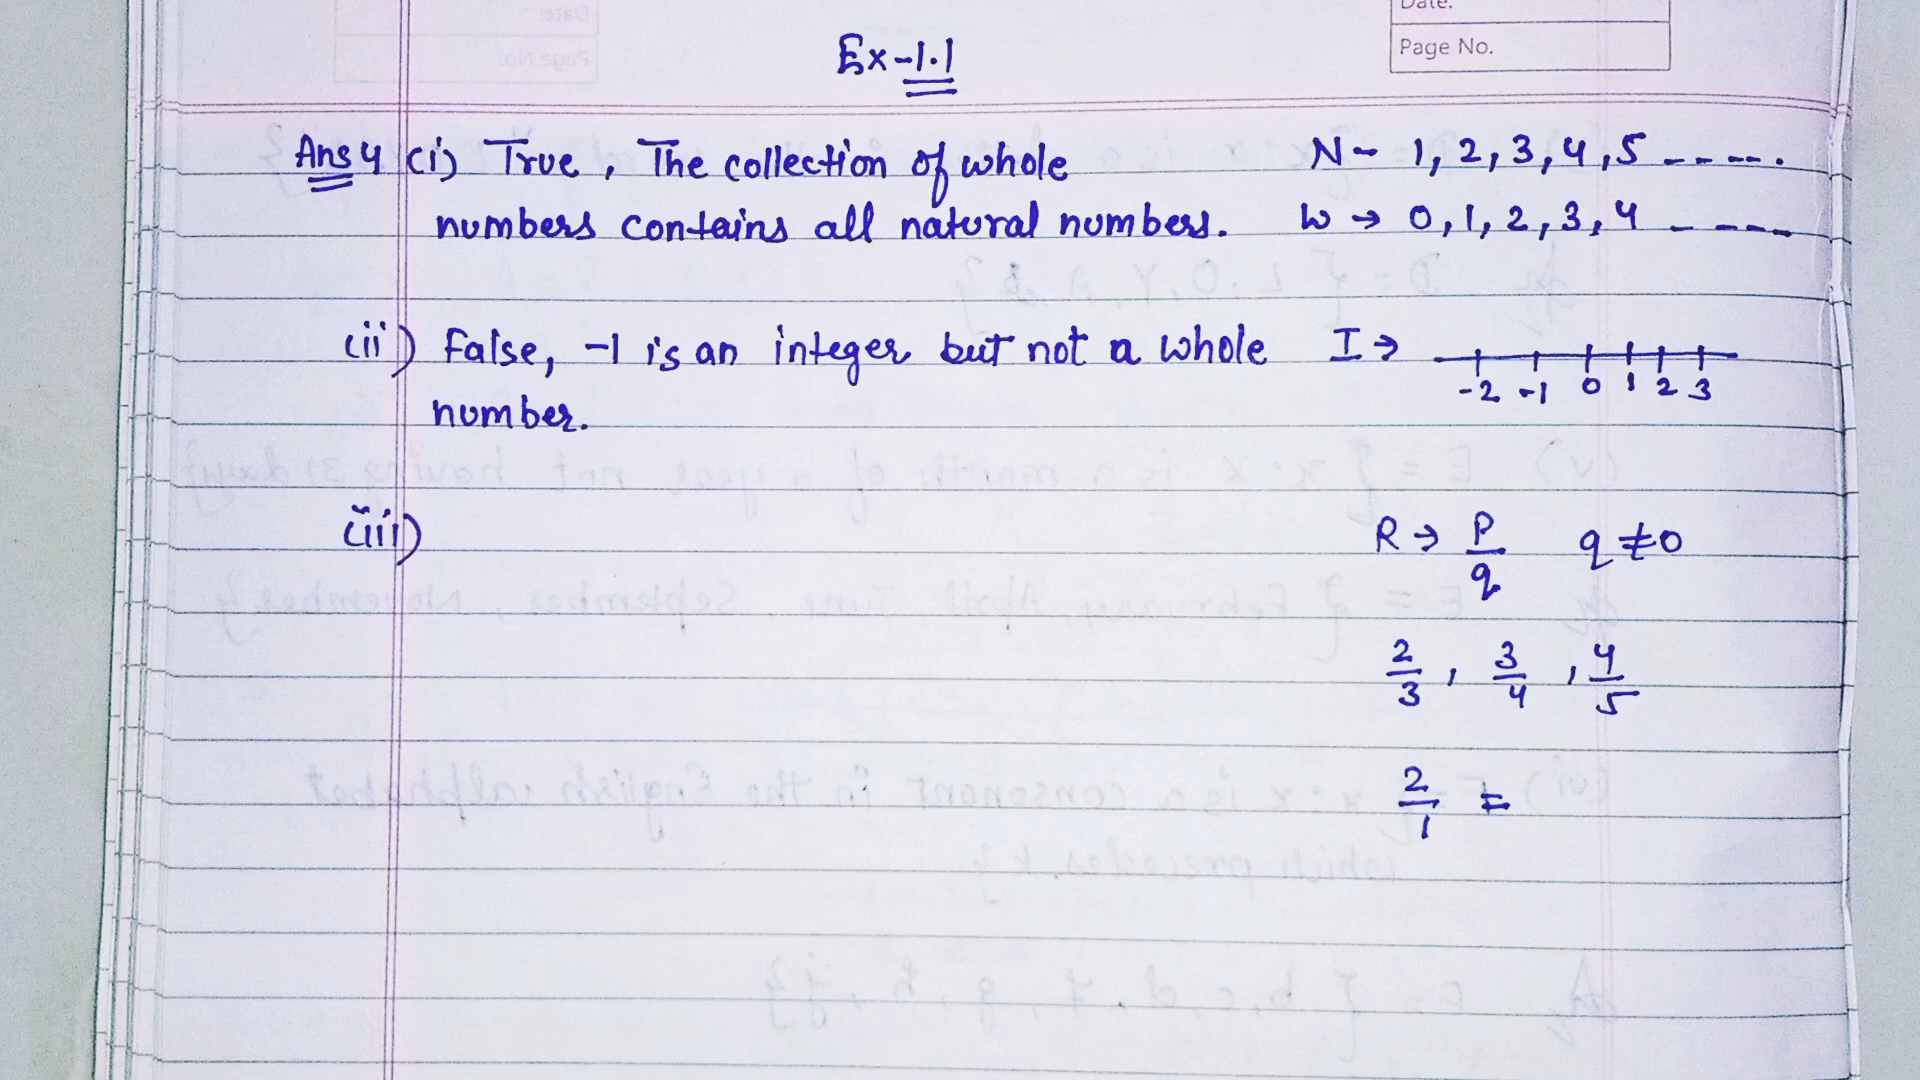 Date.
Page No.
Ex-1.1
Ans 4 (i) True, The collection of whole N- 1, 2, 3, 4, 5 -----.
numbers contains all natural numbers. W → 0, 1, 2, 3, 4 -----
(ii) False, -1 is an integer but not a whole I →
-2 -1 0 1 2 3
number.
(iii) R → P/q q ≠ 0
2/3, 3/4, 4/5
2/1 =